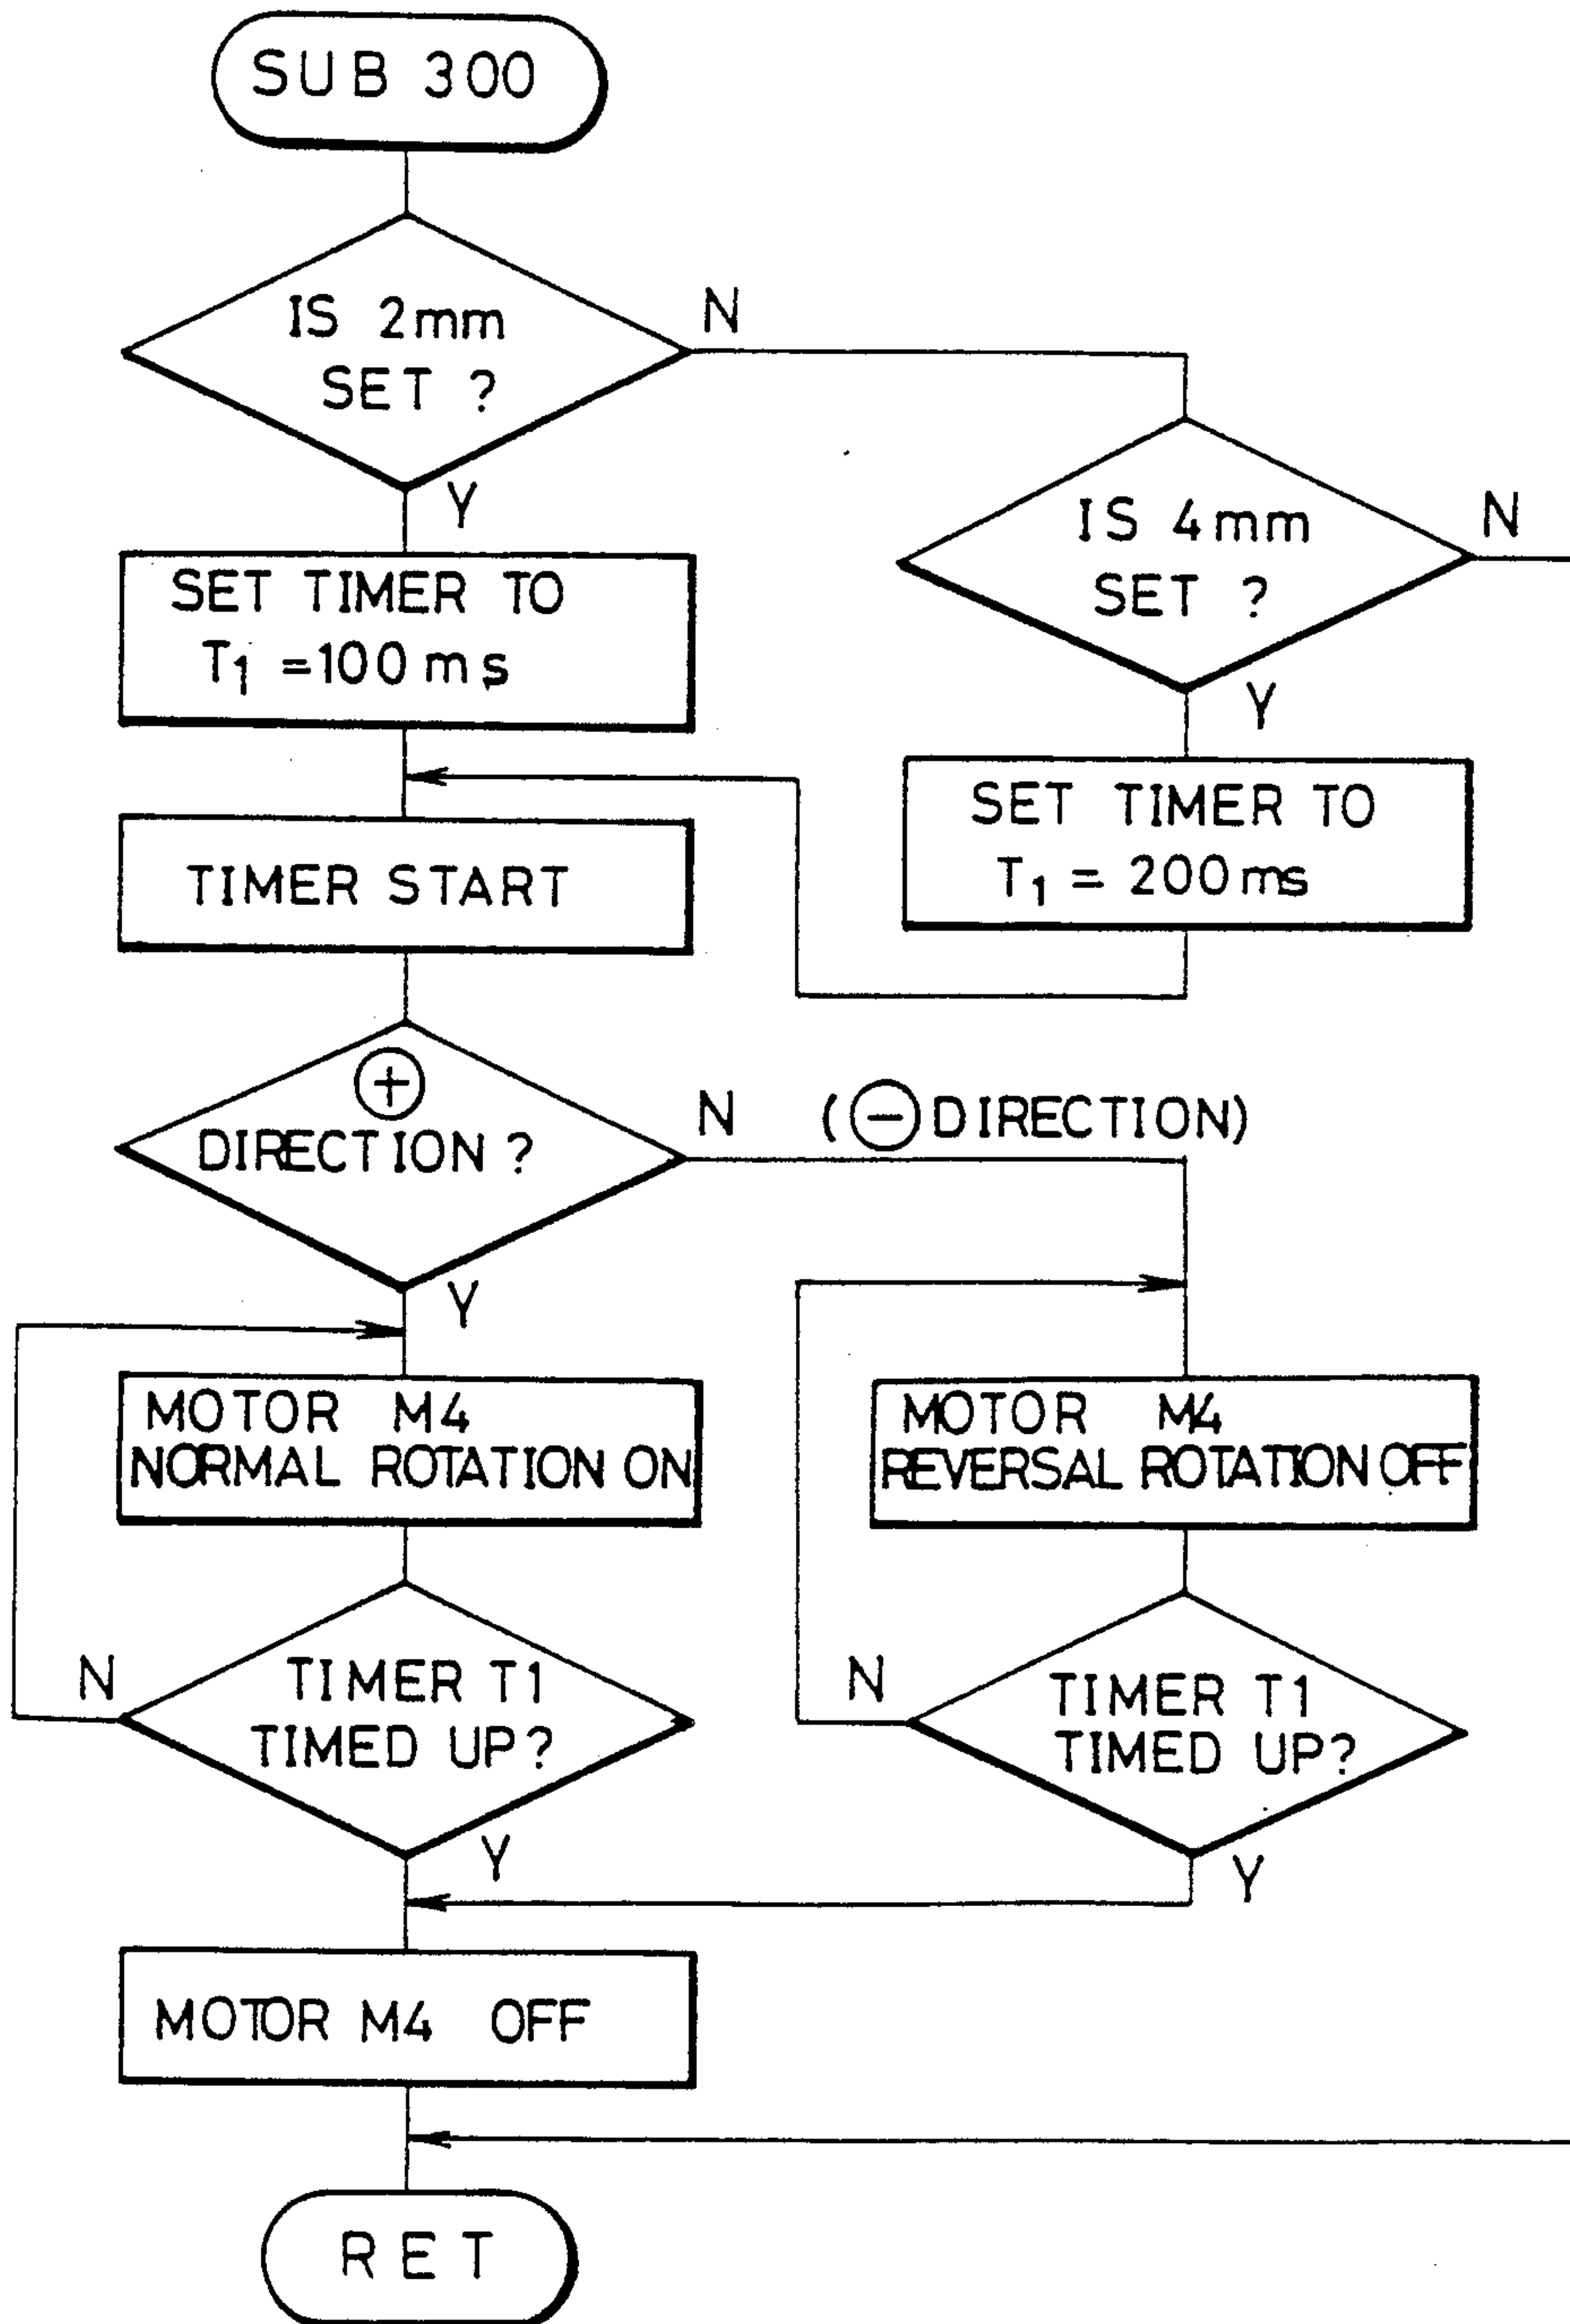 SUB 300
IS 2mm
SET ?
N
Y
IS 4mm
SET ?
N
Y
SET TIMER TO
T1 =100 ms
SET TIMER TO
T1 = 200ms
TIMER START
⊕
DIRECTION ?
N (⊖ DIRECTION)
Y
MOTOR M4
NORMAL ROTATION ON
MOTOR M4
REVERSAL ROTATION OFF
TIMER T1
TIMED UP?
N
Y
TIMER T1
TIMED UP?
N
Y
MOTOR M4 OFF
RET